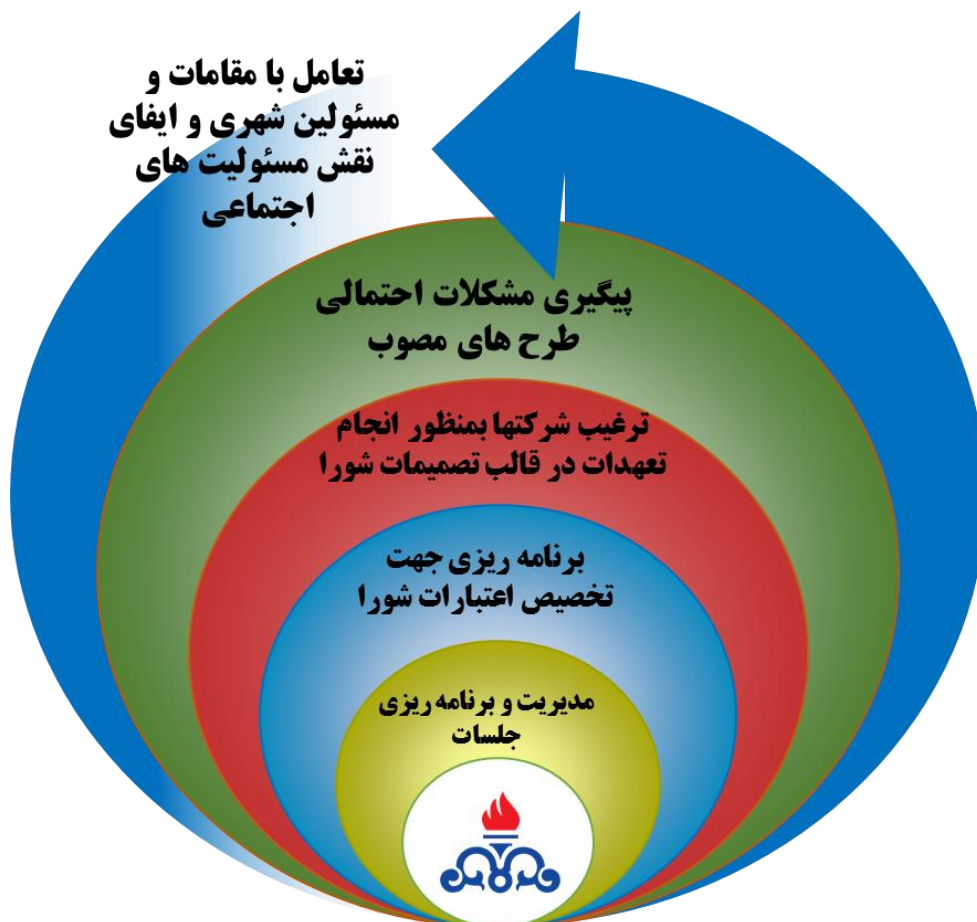 تعامل با مقامات و
مسئولین شهری و ایفای
نقش مسئولیت های
اجتماعی
پیگیری مشکلات احتمالی
طرح های مصوب
ترغیب شرکتها بمنظور انجام
تعهدات در قالب تصمیمات شورا
برنامه ریزی جهت
تخصیص اعتبارات شورا
مدیریت و برنامه ریزی
جلسات